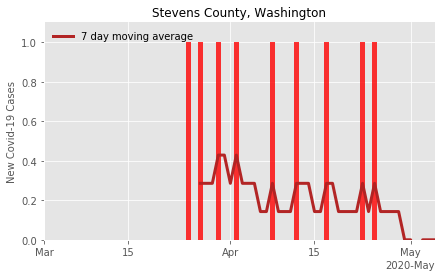 Stevens County, Washington
7 day moving average
New Covid-19 Cases
1.0
0.8
0.6
0.4
0.2
0.0
Mar
15
Apr
15
May
2020-May